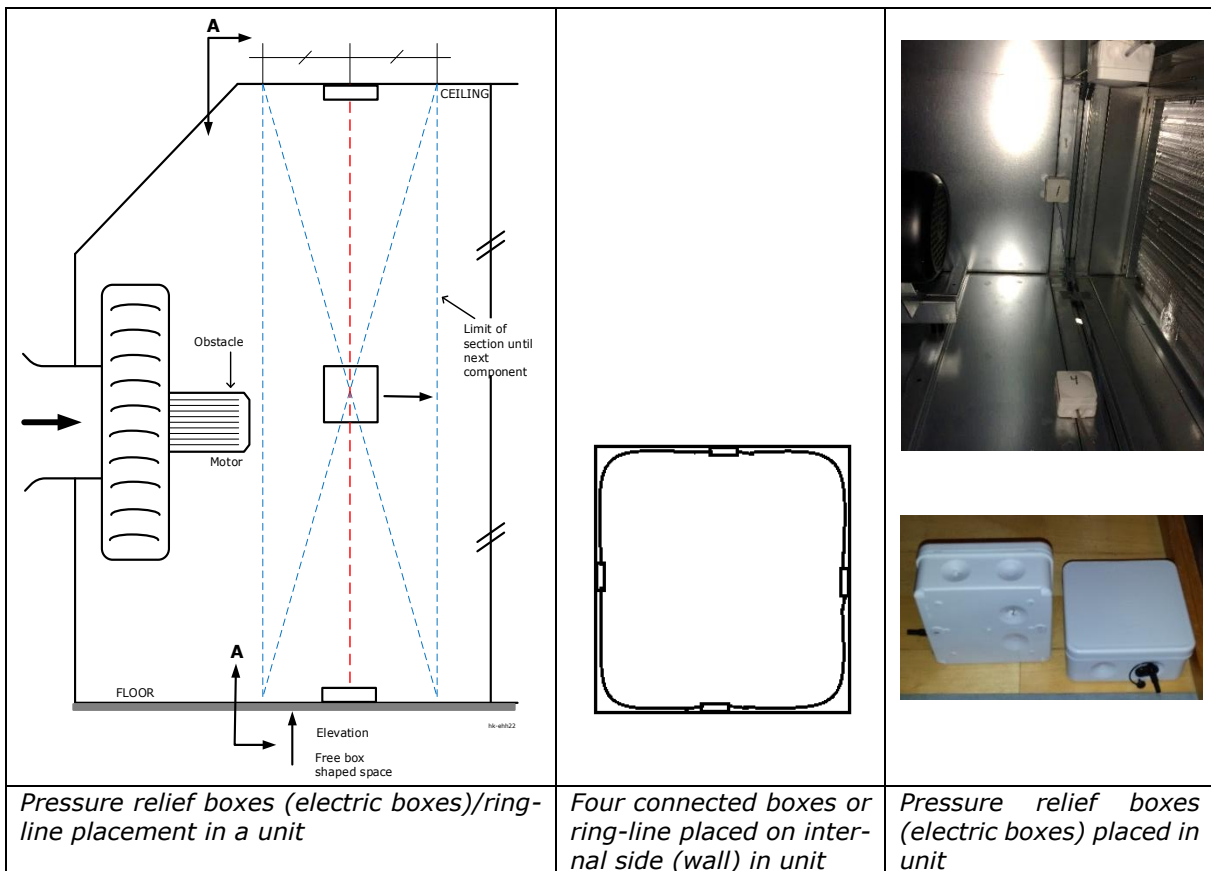 A
CEILING
Limit of
section until
next
component
Obstacle
Motor
A
FLOOR
hk-ehh22
Elevation
Free box
shaped space
1
4
Pressure relief boxes (electric boxes)/ring-
line placement in a unit
Four connected boxes or
ring-line placed on inter-
nal side (wall) in unit
Pressure relief boxes
(electric boxes) placed in
unit